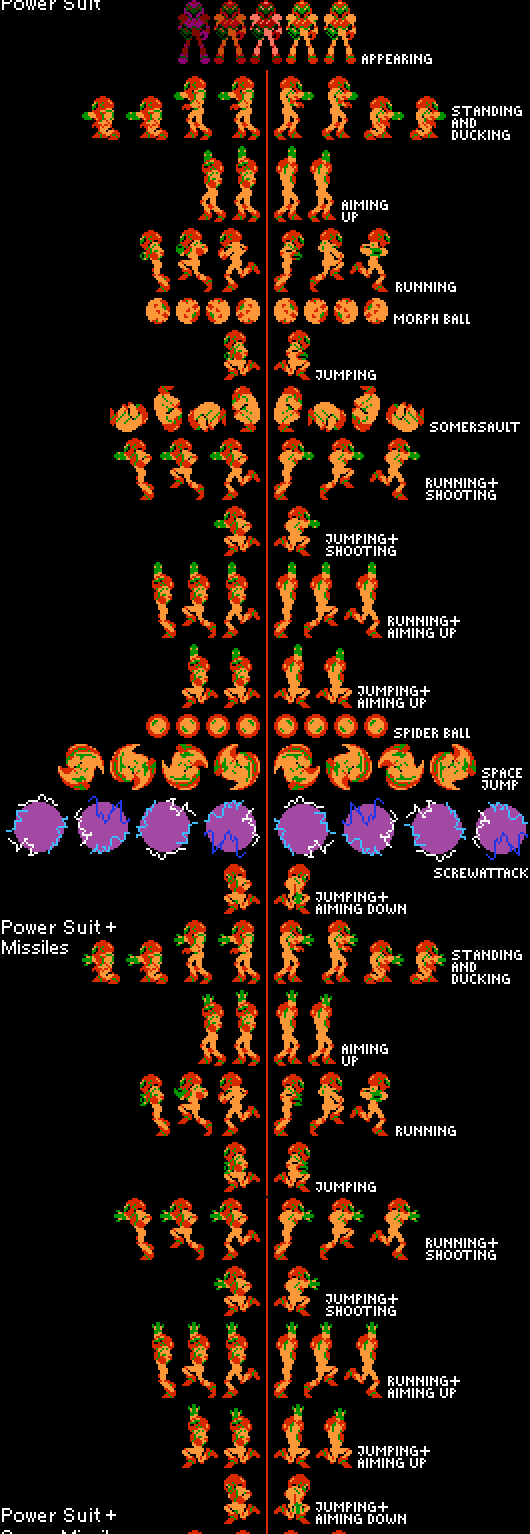 Power Suit
APPEARING
STANDING
AND
DUCKING
AIMING
UP
RUNNING
MORPH BALL
JUMPING
SOMERSAULT
RUNNING+
SHOOTING
JUMPING+
SHOOTING
RUNNING+
AIMING UP
JUMPING+
AIMING UP
SPIDER BALL
SPACE
JUMP
SCREWATTACK
JUMPING+
AIMING DOWN
Power Suit +
Missiles
STANDING
AND
DUCKING
AIMING
UP
RUNNING
JUMPING
RUNNING+
SHOOTING
JUMPING+
SHOOTING
RUNNING+
AIMING UP
JUMPING+
AIMING UP
JUMPING+
AIMING DOWN
Power Suit +